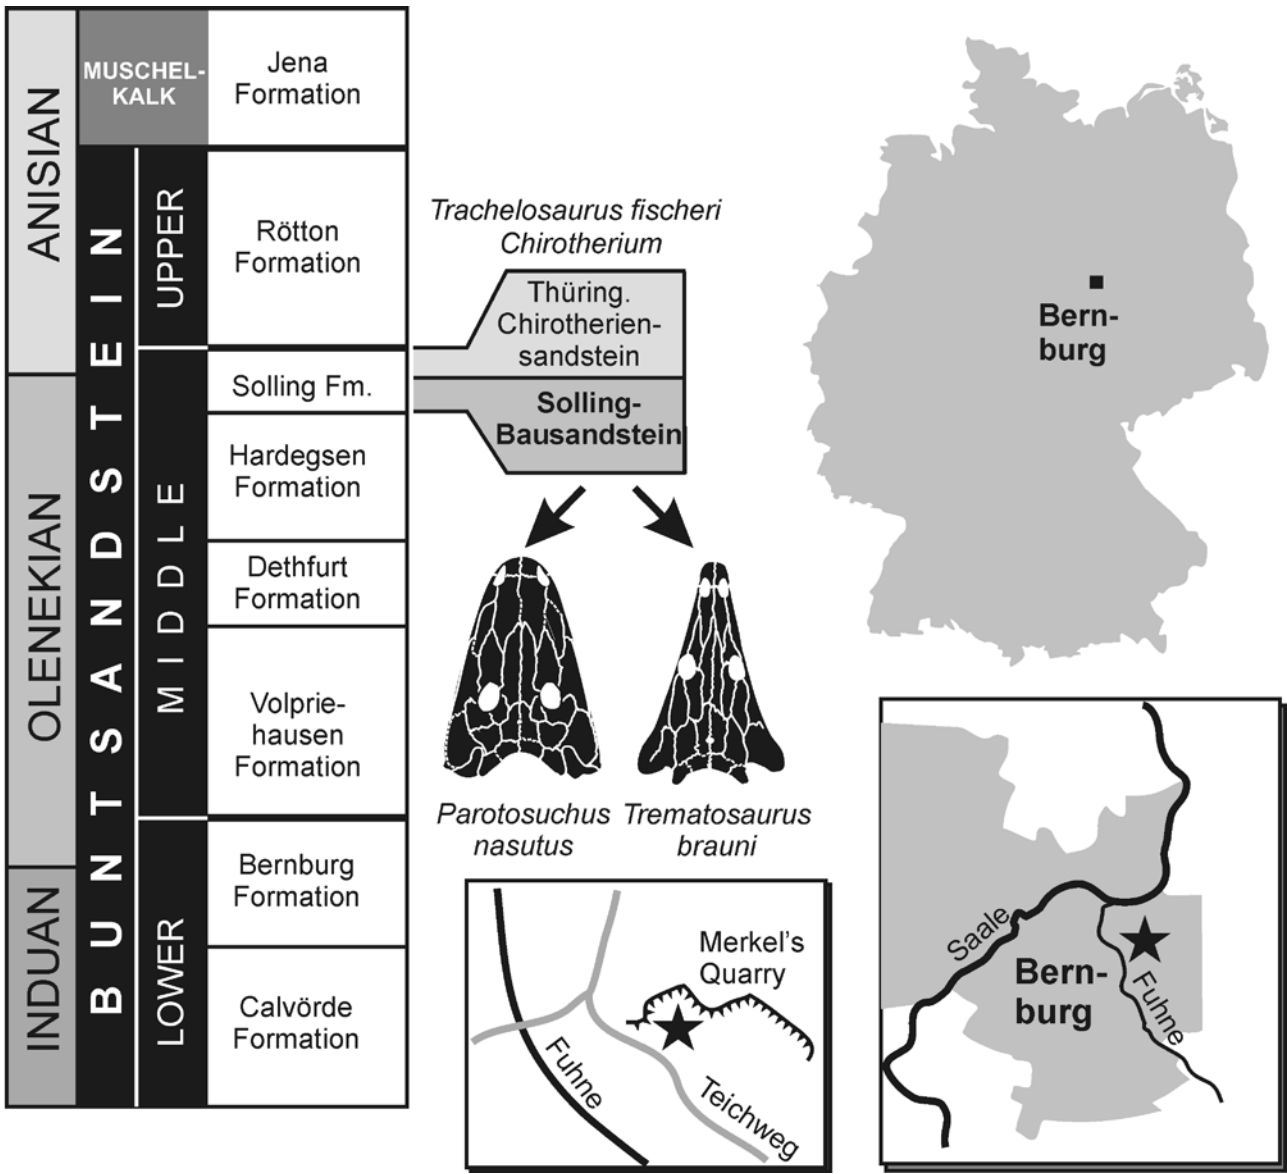 ANISIAN
OLENEKIAN
INDUAN
BUNTSANDSTEIN
MUSCHEL-
KALK
UPPER
MIDDLE
LOWER
Jena
Formation
Rötton
Formation
Solling Fm.
Hardegsen
Formation
Dethfurt
Formation
Volprie-
hausen
Formation
Bernburg
Formation
Calvörde
Formation
Trachelosaurus fischeri
Chirotherium
Thüring.
Chirotherien-
sandstein
Solling-
Bausandstein
Parotosuchus
nasutus
Trematosaurus
brauni
Merkel's
Quarry
Fuhne
Teichweg
Bern-
burg
Saale
Bern-
burg
Fuhne